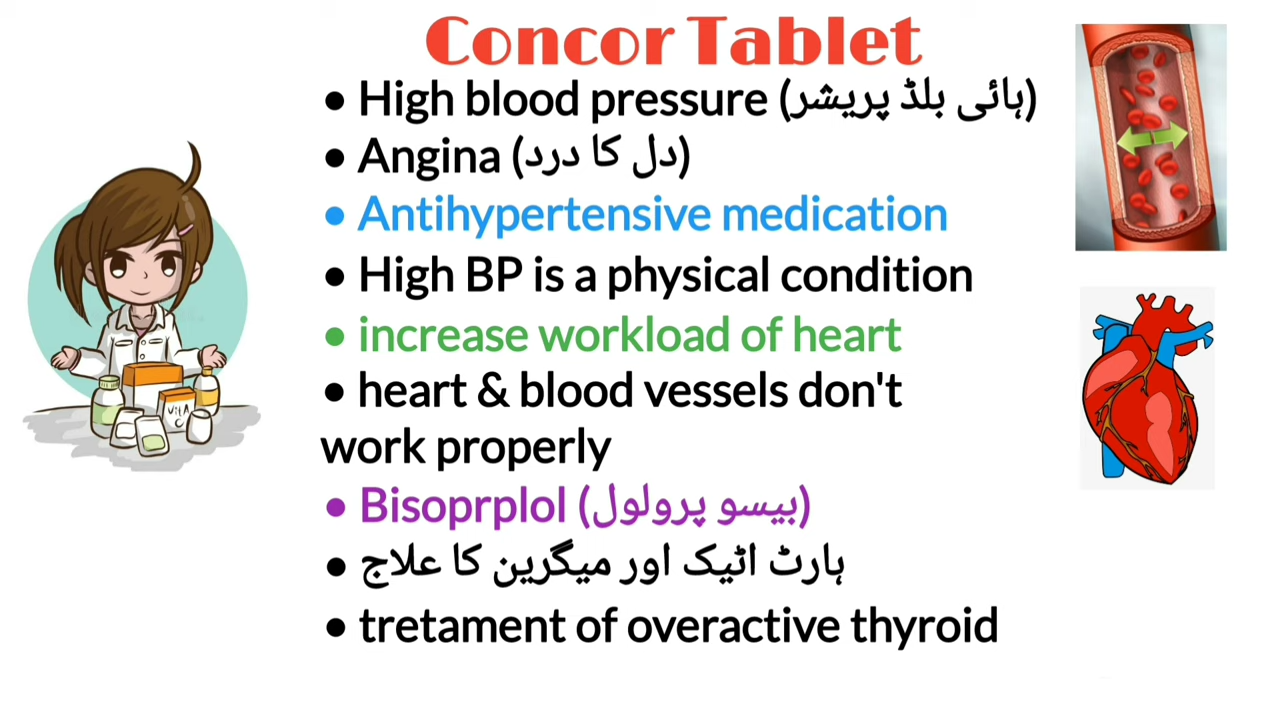 Concor Tablet
• High blood pressure (ہائی بلڈ پریشر)
• Angina (دل کا درد)
• Antihypertensive medication
• High BP is a physical condition
• increase workload of heart
• heart & blood vessels don't
work properly
• Bisoprplol (بیسو پرولول)
• ہارٹ اٹیک اور میگرین کا علاج
• tretament of overactive thyroid
Vit A
C